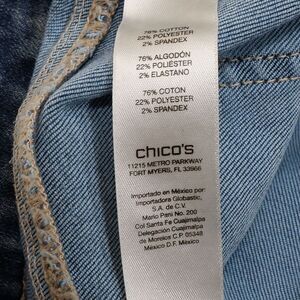 76% COTTON
22% POLYESTER
2% SPANDEX
76% ALGODÓN
22% POLIÉSTER
2% ELASTANO
76% COTON
22% POLYESTER
2% SPANDEX
chico's
11215 METRO PARKWAY
FORT MYERS, FL 33966
Importado en México por:
Importadora Globastic,
S.A. de C.V.
Mario Pani No. 200
Col Santa Fe Cuajimalpa
Delegación Cuajimalpa
de Morelos C.P. 05348
México D.F. México